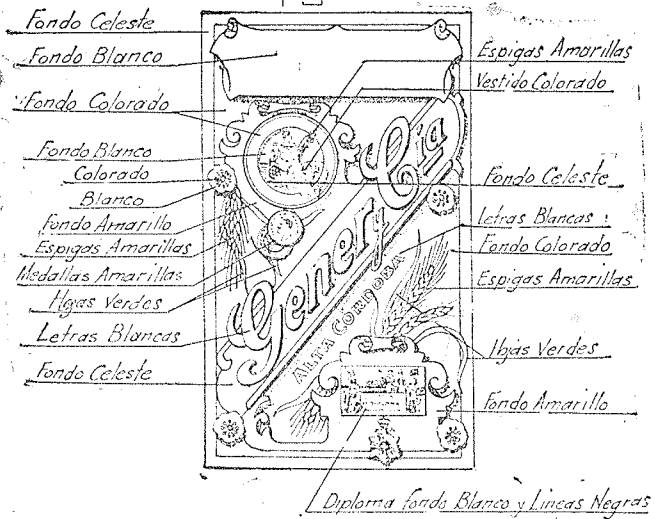 Fondo Celeste
Fondo Blanco
Fondo Colorado
Fondo Blanco
Colorado
Blanco
Fondo Amarillo
Espigas Amarillas
Medallas Amarillas
Hojas Verdes
Letras Blancas
Fondo Celeste
Gener y Cia
ALTA CORDOBA
Espigas Amarillas
Vestido Colorado
Fondo Celeste
Letras Blancas
Fondo Colorado
Espigas Amarillas
Hojas Verdes
Fondo Amarillo
Diploma fondo Blanco y Lineas Negras